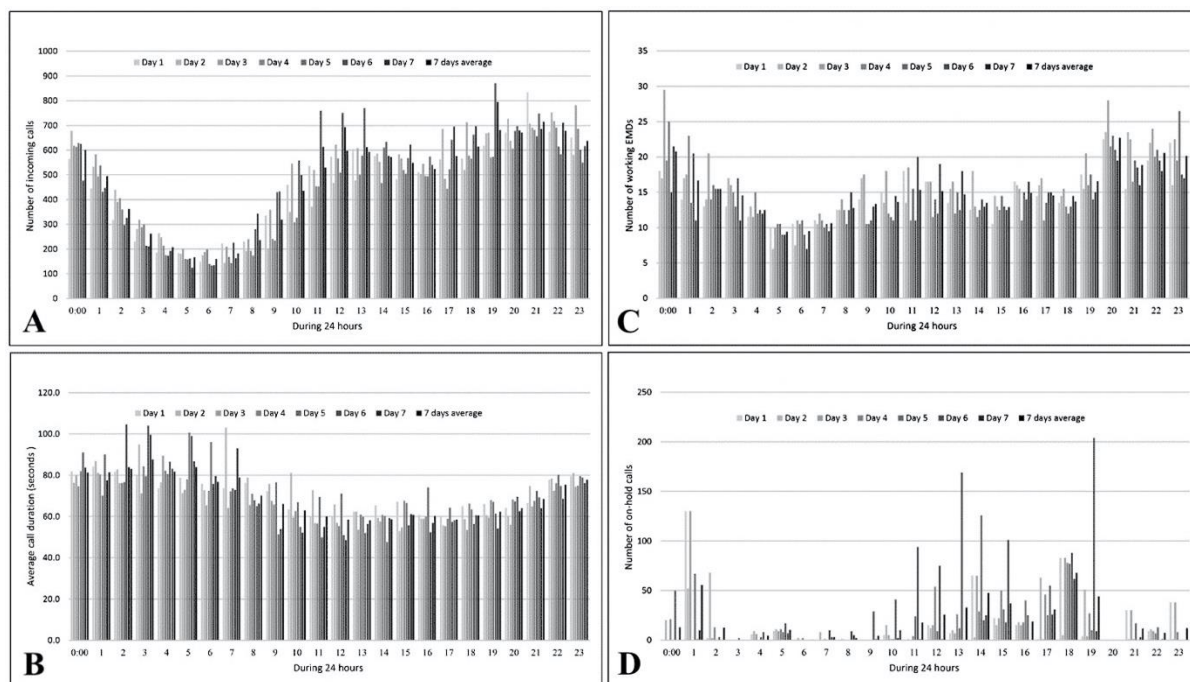 Number of incoming calls
1000
900
800
700
600
500
400
300
200
100
0
Day 1 Day 2 Day 3 Day 4 Day 5 Day 6 Day 7 7 days average
0:00 1 2 3 4 5 6 7 8 9 10 11 12 13 14 15 16 17 18 19 20 21 22 23
During 24 hours
A
Number of working EMDs
35
30
25
20
15
10
5
0
Day 1 Day 2 Day 3 Day 4 Day 5 Day 6 Day 7 7 days average
0:00 1 2 3 4 5 6 7 8 9 10 11 12 13 14 15 16 17 18 19 20 21 22 23
During 24 hours
C
Average call duration (seconds )
120.0
100.0
80.0
60.0
40.0
20.0
0.0
Day 1 Day 2 Day 3 Day 4 Day 5 Day 6 Day 7 7 days average
0:00 1 2 3 4 5 6 7 8 9 10 11 12 13 14 15 16 17 18 19 20 21 22 23
During 24 hours
B
Number of on-hold calls
250
200
150
100
50
0
Day 1 Day 2 Day 3 Day 4 Day 5 Day 6 Day 7 7 days average
0:00 1 2 3 4 5 6 7 8 9 10 11 12 13 14 15 16 17 18 19 20 21 22 23
During 24 hours
D